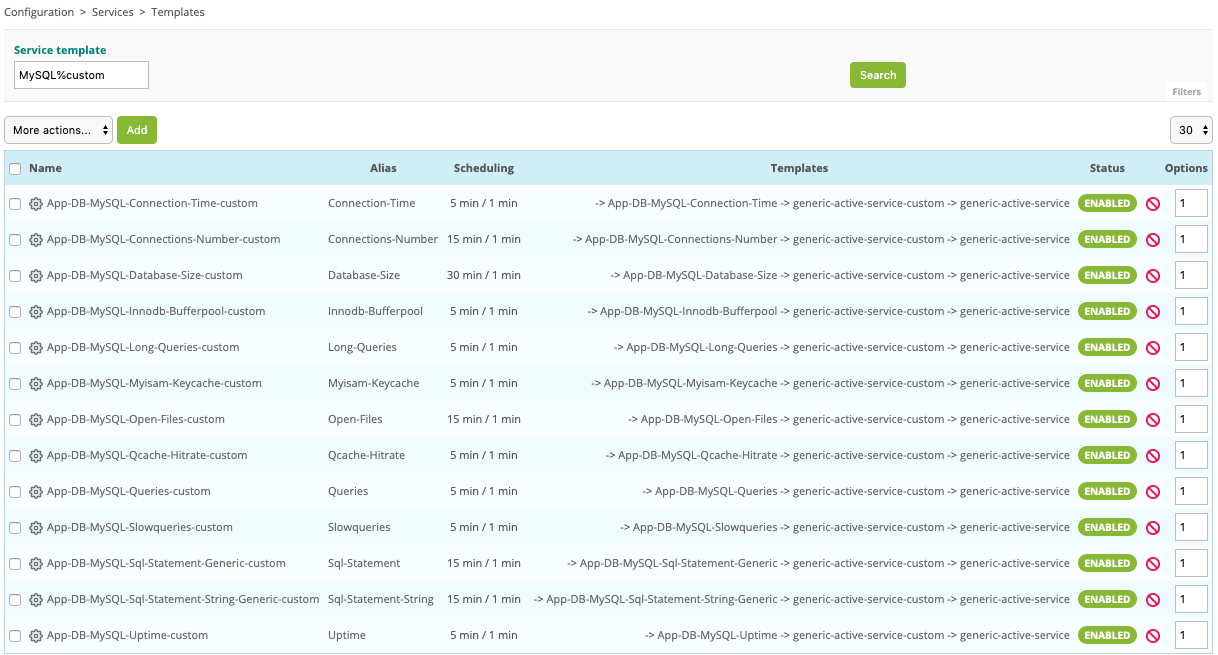 Configuration > Services > Templates
Service template
MySQL%custom
Search
Filters
More actions... Add 30
Name Alias Scheduling Templates Status Options
App-DB-MySQL-Connection-Time-custom Connection-Time 5 min / 1 min -> App-DB-MySQL-Connection-Time -> generic-active-service-custom -> generic-active-service ENABLED 1
App-DB-MySQL-Connections-Number-custom Connections-Number 15 min / 1 min -> App-DB-MySQL-Connections-Number -> generic-active-service-custom -> generic-active-service ENABLED 1
App-DB-MySQL-Database-Size-custom Database-Size 30 min / 1 min -> App-DB-MySQL-Database-Size -> generic-active-service-custom -> generic-active-service ENABLED 1
App-DB-MySQL-Innodb-Bufferpool-custom Innodb-Bufferpool 5 min / 1 min -> App-DB-MySQL-Innodb-Bufferpool -> generic-active-service-custom -> generic-active-service ENABLED 1
App-DB-MySQL-Long-Queries-custom Long-Queries 5 min / 1 min -> App-DB-MySQL-Long-Queries -> generic-active-service-custom -> generic-active-service ENABLED 1
App-DB-MySQL-Myisam-Keycache-custom Myisam-Keycache 5 min / 1 min -> App-DB-MySQL-Myisam-Keycache -> generic-active-service-custom -> generic-active-service ENABLED 1
App-DB-MySQL-Open-Files-custom Open-Files 15 min / 1 min -> App-DB-MySQL-Open-Files -> generic-active-service-custom -> generic-active-service ENABLED 1
App-DB-MySQL-Qcache-Hitrate-custom Qcache-Hitrate 5 min / 1 min -> App-DB-MySQL-Qcache-Hitrate -> generic-active-service-custom -> generic-active-service ENABLED 1
App-DB-MySQL-Queries-custom Queries 5 min / 1 min -> App-DB-MySQL-Queries -> generic-active-service-custom -> generic-active-service ENABLED 1
App-DB-MySQL-Slowqueries-custom Slowqueries 5 min / 1 min -> App-DB-MySQL-Slowqueries -> generic-active-service-custom -> generic-active-service ENABLED 1
App-DB-MySQL-Sql-Statement-Generic-custom Sql-Statement 15 min / 1 min -> App-DB-MySQL-Sql-Statement-Generic -> generic-active-service-custom -> generic-active-service ENABLED 1
App-DB-MySQL-Sql-Statement-String-Generic-custom Sql-Statement-String 15 min / 1 min -> App-DB-MySQL-Sql-Statement-String-Generic -> generic-active-service-custom -> generic-active-service ENABLED 1
App-DB-MySQL-Uptime-custom Uptime 5 min / 1 min -> App-DB-MySQL-Uptime -> generic-active-service-custom -> generic-active-service ENABLED 1